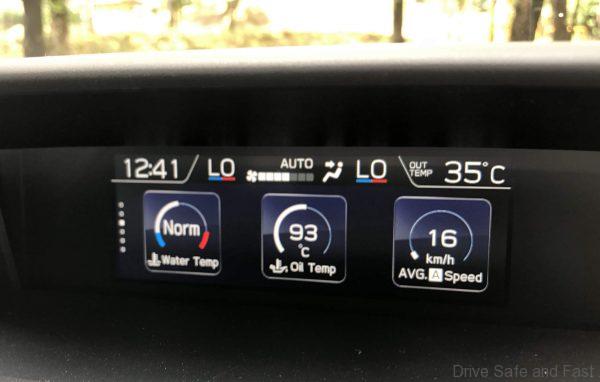 12:41 LO AUTO LO OUT TEMP 35°C
Norm
Water Temp
93
°C
Oil Temp
16
km/h
AVG. A Speed
Drive Safe and Fast